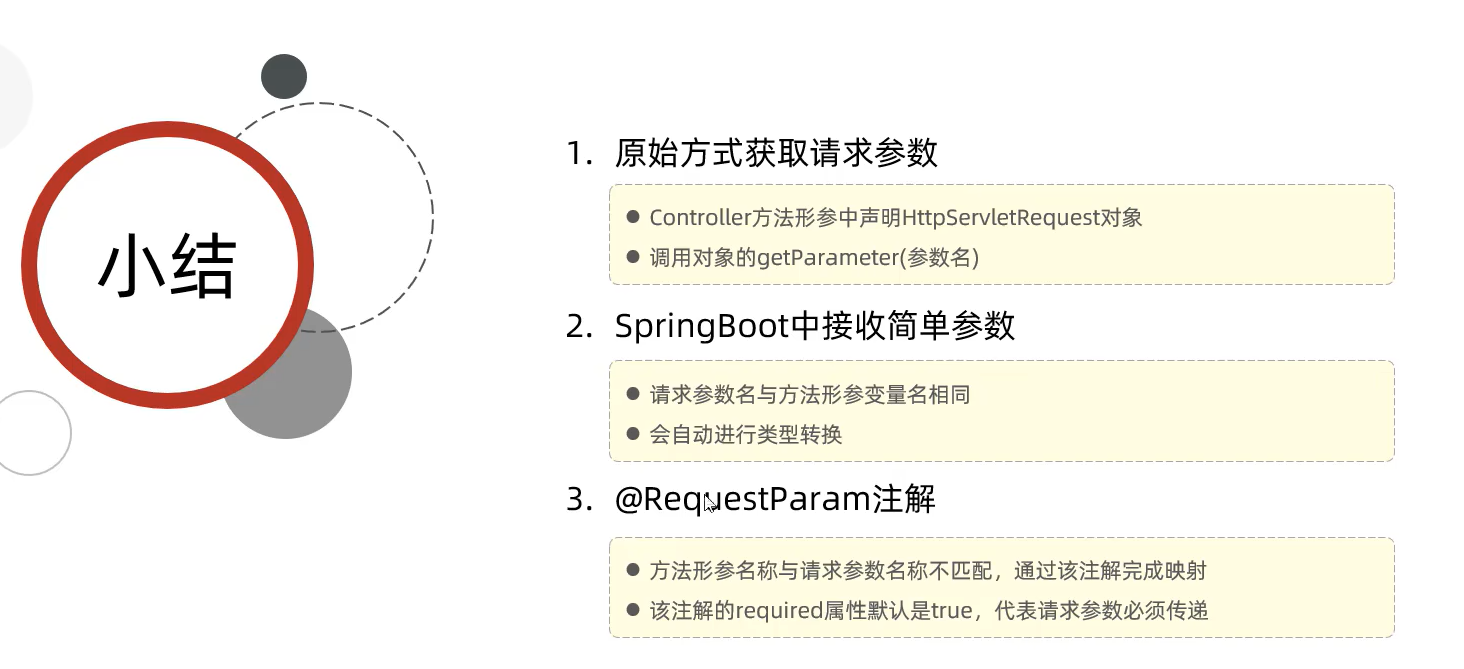 小结
1. 原始方式获取请求参数
● Controller方法形参中声明HttpServletRequest对象
● 调用对象的getParameter(参数名)
2. SpringBoot中接收简单参数
● 请求参数名与方法形参变量名相同
● 会自动进行类型转换
3. @RequestParam注解
● 方法形参名称与请求参数名称不匹配，通过该注解完成映射
● 该注解的required属性默认是true，代表请求参数必须传递